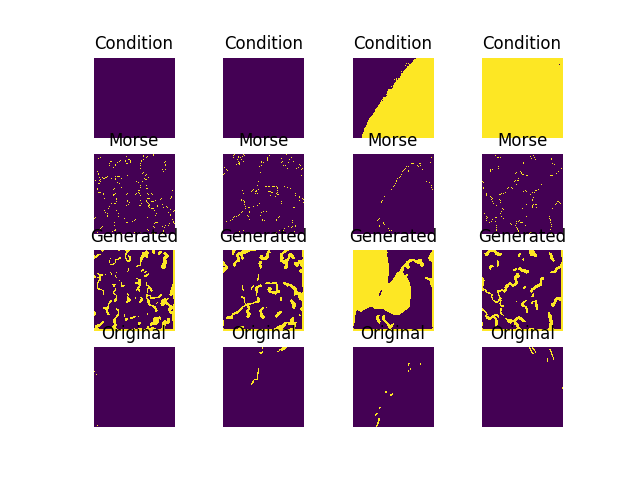 Condition Condition Condition Condition
Morse Morse Morse Morse
Generated Generated Generated Generated
Original Original Original Original